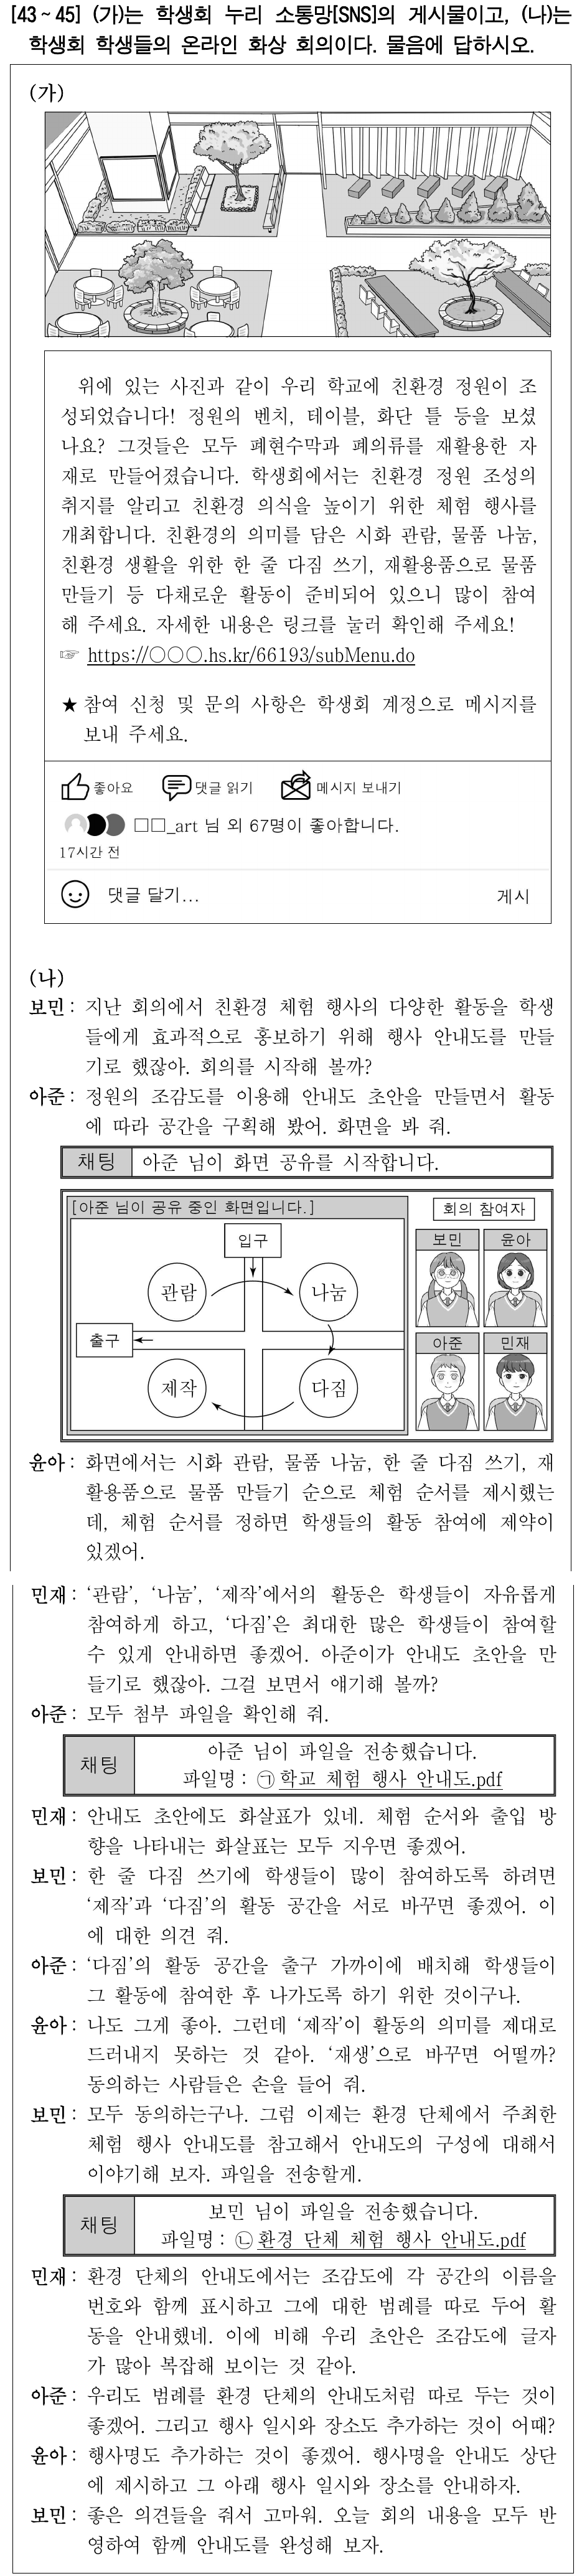 [43～45] (가)는 학생회 누리 소통망[SNS]의 게시물이고, (나)는
학생회 학생들의 온라인 화상 회의이다. 물음에 답하시오.
(가)
위에 있는 사진과 같이 우리 학교에 친환경 정원이 조
성되었습니다! 정원의 벤치, 테이블, 화단 틀 등을 보셨
나요? 그것들은 모두 폐현수막과 폐의류를 재활용한 자
재로 만들어졌습니다. 학생회에서는 친환경 정원 조성의
취지를 알리고 친환경 의식을 높이기 위한 체험 행사를
개최합니다. 친환경의 의미를 담은 시화 관람, 물품 나눔,
친환경 생활을 위한 한 줄 다짐 쓰기, 재활용품으로 물품
만들기 등 다채로운 활동이 준비되어 있으니 많이 참여
해 주세요. 자세한 내용은 링크를 눌러 확인해 주세요!
☞ https://○○○.hs.kr/66193/subMenu.do
★ 참여 신청 및 문의 사항은 학생회 계정으로 메시지를
보내 주세요.
좋아요 댓글 읽기 메시지 보내기
□□_art 님 외 67명이 좋아합니다.
17시간 전
댓글 달기... 게시
(나)
보민 : 지난 회의에서 친환경 체험 행사의 다양한 활동을 학생
들에게 효과적으로 홍보하기 위해 행사 안내도를 만들
기로 했잖아. 회의를 시작해 볼까?
아준 : 정원의 조감도를 이용해 안내도 초안을 만들면서 활동
에 따라 공간을 구획해 봤어. 화면을 봐 줘.
채팅 아준 님이 화면 공유를 시작합니다.
[아준 님이 공유 중인 화면입니다.]
회의 참여자
입구
보민 윤아
관람 나눔
출구
아준 민재
제작 다짐
윤아 : 화면에서는 시화 관람, 물품 나눔, 한 줄 다짐 쓰기, 재
활용품으로 물품 만들기 순으로 체험 순서를 제시했는
데, 체험 순서를 정하면 학생들의 활동 참여에 제약이
있겠어.
민재 : ‘관람’, ‘나눔’, ‘제작’에서의 활동은 학생들이 자유롭게
참여하게 하고, ‘다짐’은 최대한 많은 학생들이 참여할
수 있게 안내하면 좋겠어. 아준이가 안내도 초안을 만
들기로 했잖아. 그걸 보면서 얘기해 볼까?
아준 : 모두 첨부 파일을 확인해 줘.
채팅
아준 님이 파일을 전송했습니다.
파일명 : ㉠학교 체험 행사 안내도.pdf
민재 : 안내도 초안에도 화살표가 있네. 체험 순서와 출입 방
향을 나타내는 화살표는 모두 지우면 좋겠어.
보민 : 한 줄 다짐 쓰기에 학생들이 많이 참여하도록 하려면
‘제작’과 ‘다짐’의 활동 공간을 서로 바꾸면 좋겠어. 이
에 대한 의견 줘.
아준 : ‘다짐’의 활동 공간을 출구 가까이에 배치해 학생들이
그 활동에 참여한 후 나가도록 하기 위한 것이구나.
윤아 : 나도 그게 좋아. 그런데 ‘제작’이 활동의 의미를 제대로
드러내지 못하는 것 같아. ‘재생’으로 바꾸면 어떨까?
동의하는 사람들은 손을 들어 줘.
보민 : 모두 동의하는구나. 그럼 이제는 환경 단체에서 주최한
체험 행사 안내도를 참고해서 안내도의 구성에 대해서
이야기해 보자. 파일을 전송할게.
채팅
보민 님이 파일을 전송했습니다.
파일명 : ㉡환경 단체 체험 행사 안내도.pdf
민재 : 환경 단체의 안내도에서는 조감도에 각 공간의 이름을
번호와 함께 표시하고 그에 대한 범례를 따로 두어 활
동을 안내했네. 이에 비해 우리 초안은 조감도에 글자
가 많아 복잡해 보이는 것 같아.
아준 : 우리도 범례를 환경 단체의 안내도처럼 따로 두는 것이
좋겠어. 그리고 행사 일시와 장소도 추가하는 것이 어때?
윤아 : 행사명도 추가하는 것이 좋겠어. 행사명을 안내도 상단
에 제시하고 그 아래 행사 일시와 장소를 안내하자.
보민 : 좋은 의견들을 줘서 고마워. 오늘 회의 내용을 모두 반
영하여 함께 안내도를 완성해 보자.